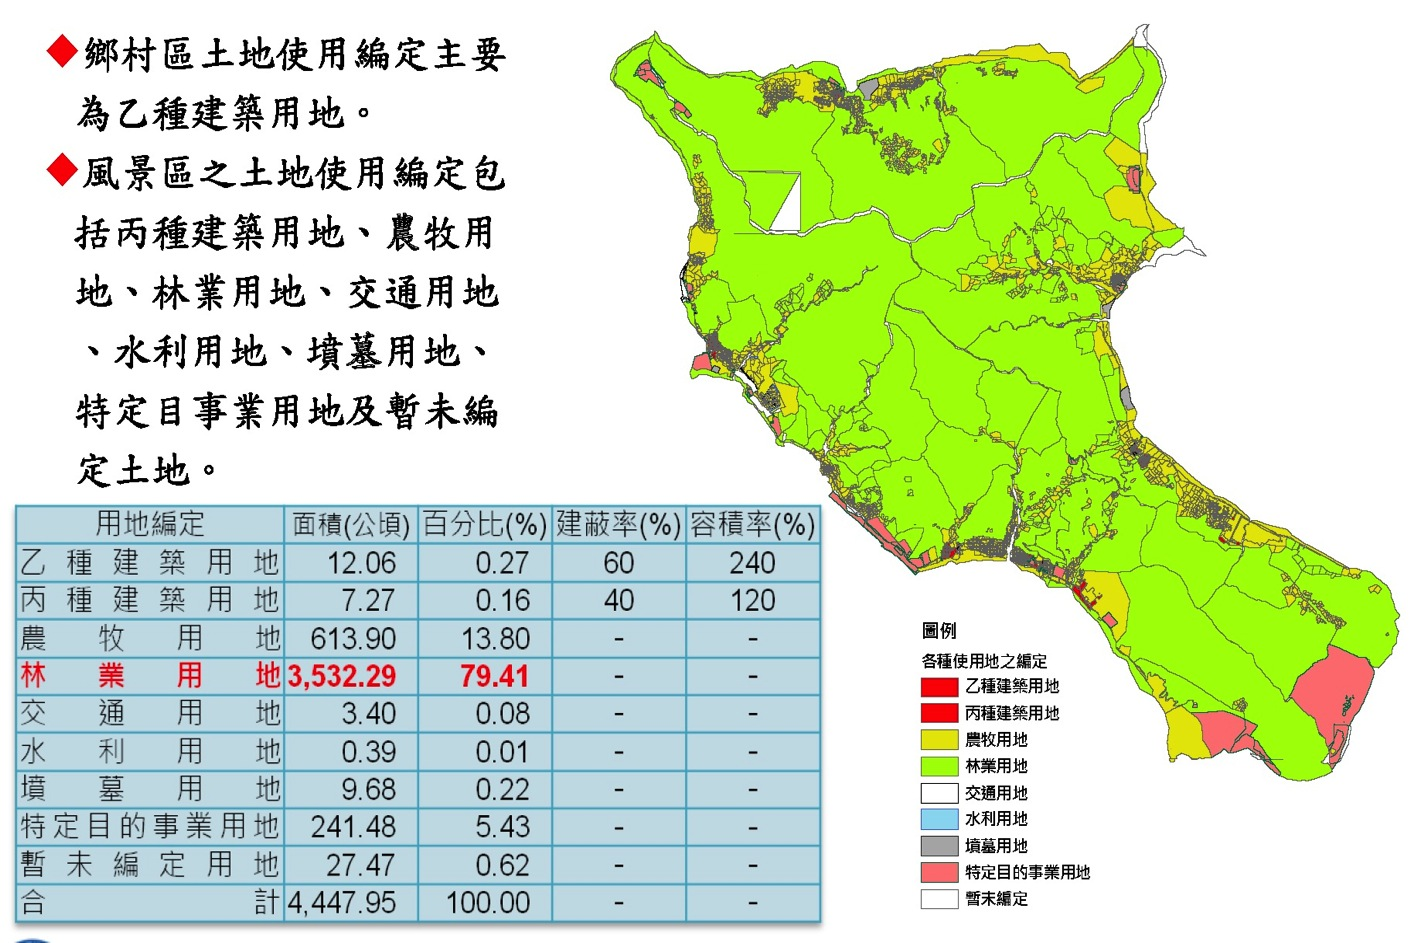 ◆鄉村區土地使用編定主要
為乙種建築用地。
◆風景區之土地使用編定包
括丙種建築用地、農牧用
地、林業用地、交通用地
、水利用地、墳墓用地、
特定目事業用地及暫未編
定土地。
用地編定 面積(公頃) 百分比(%) 建蔽率(%) 容積率(%)
乙種建築用地 12.06 0.27 60 240
丙種建築用地 7.27 0.16 40 120
農牧用地 613.90 13.80 - -
林業用地 3,532.29 79.41 - -
交通用地 3.40 0.08 - -
水利用地 0.39 0.01 - -
墳墓用地 9.68 0.22 - -
特定目的事業用地 241.48 5.43 - -
暫未編定用地 27.47 0.62 - -
合計 4,447.95 100.00 - -
圖例
各種使用地之編定
乙種建築用地
丙種建築用地
農牧用地
林業用地
交通用地
水利用地
墳墓用地
特定目的事業用地
暫未編定